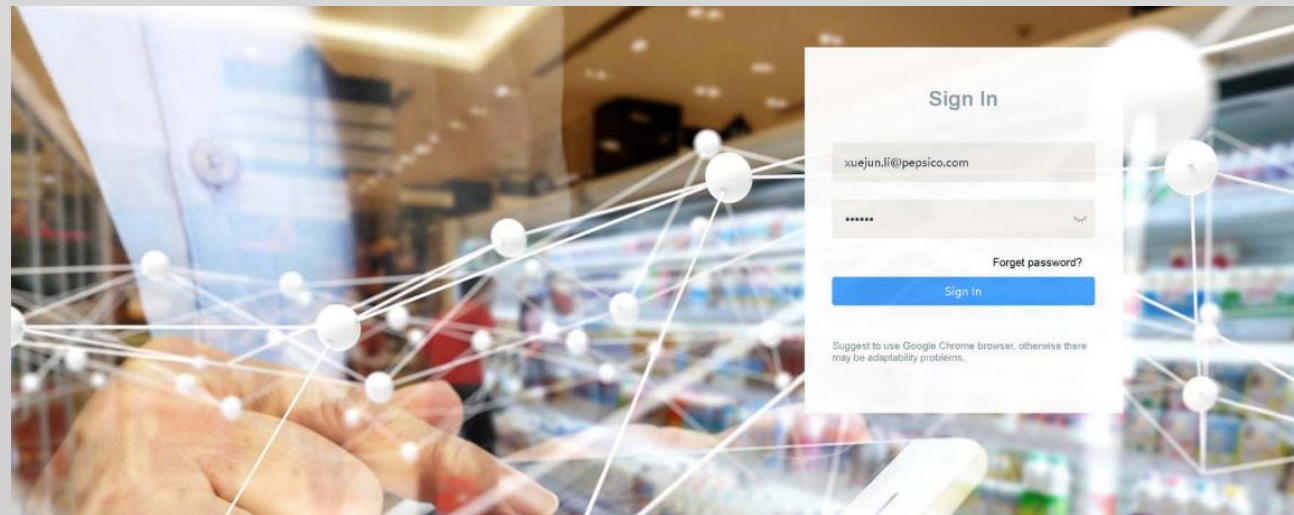 Sign In
xuejun.li@pepsico.com
••••••
Forget password?
Sign In
Suggest to use Google Chrome browser, otherwise there
may be adaptability problems.